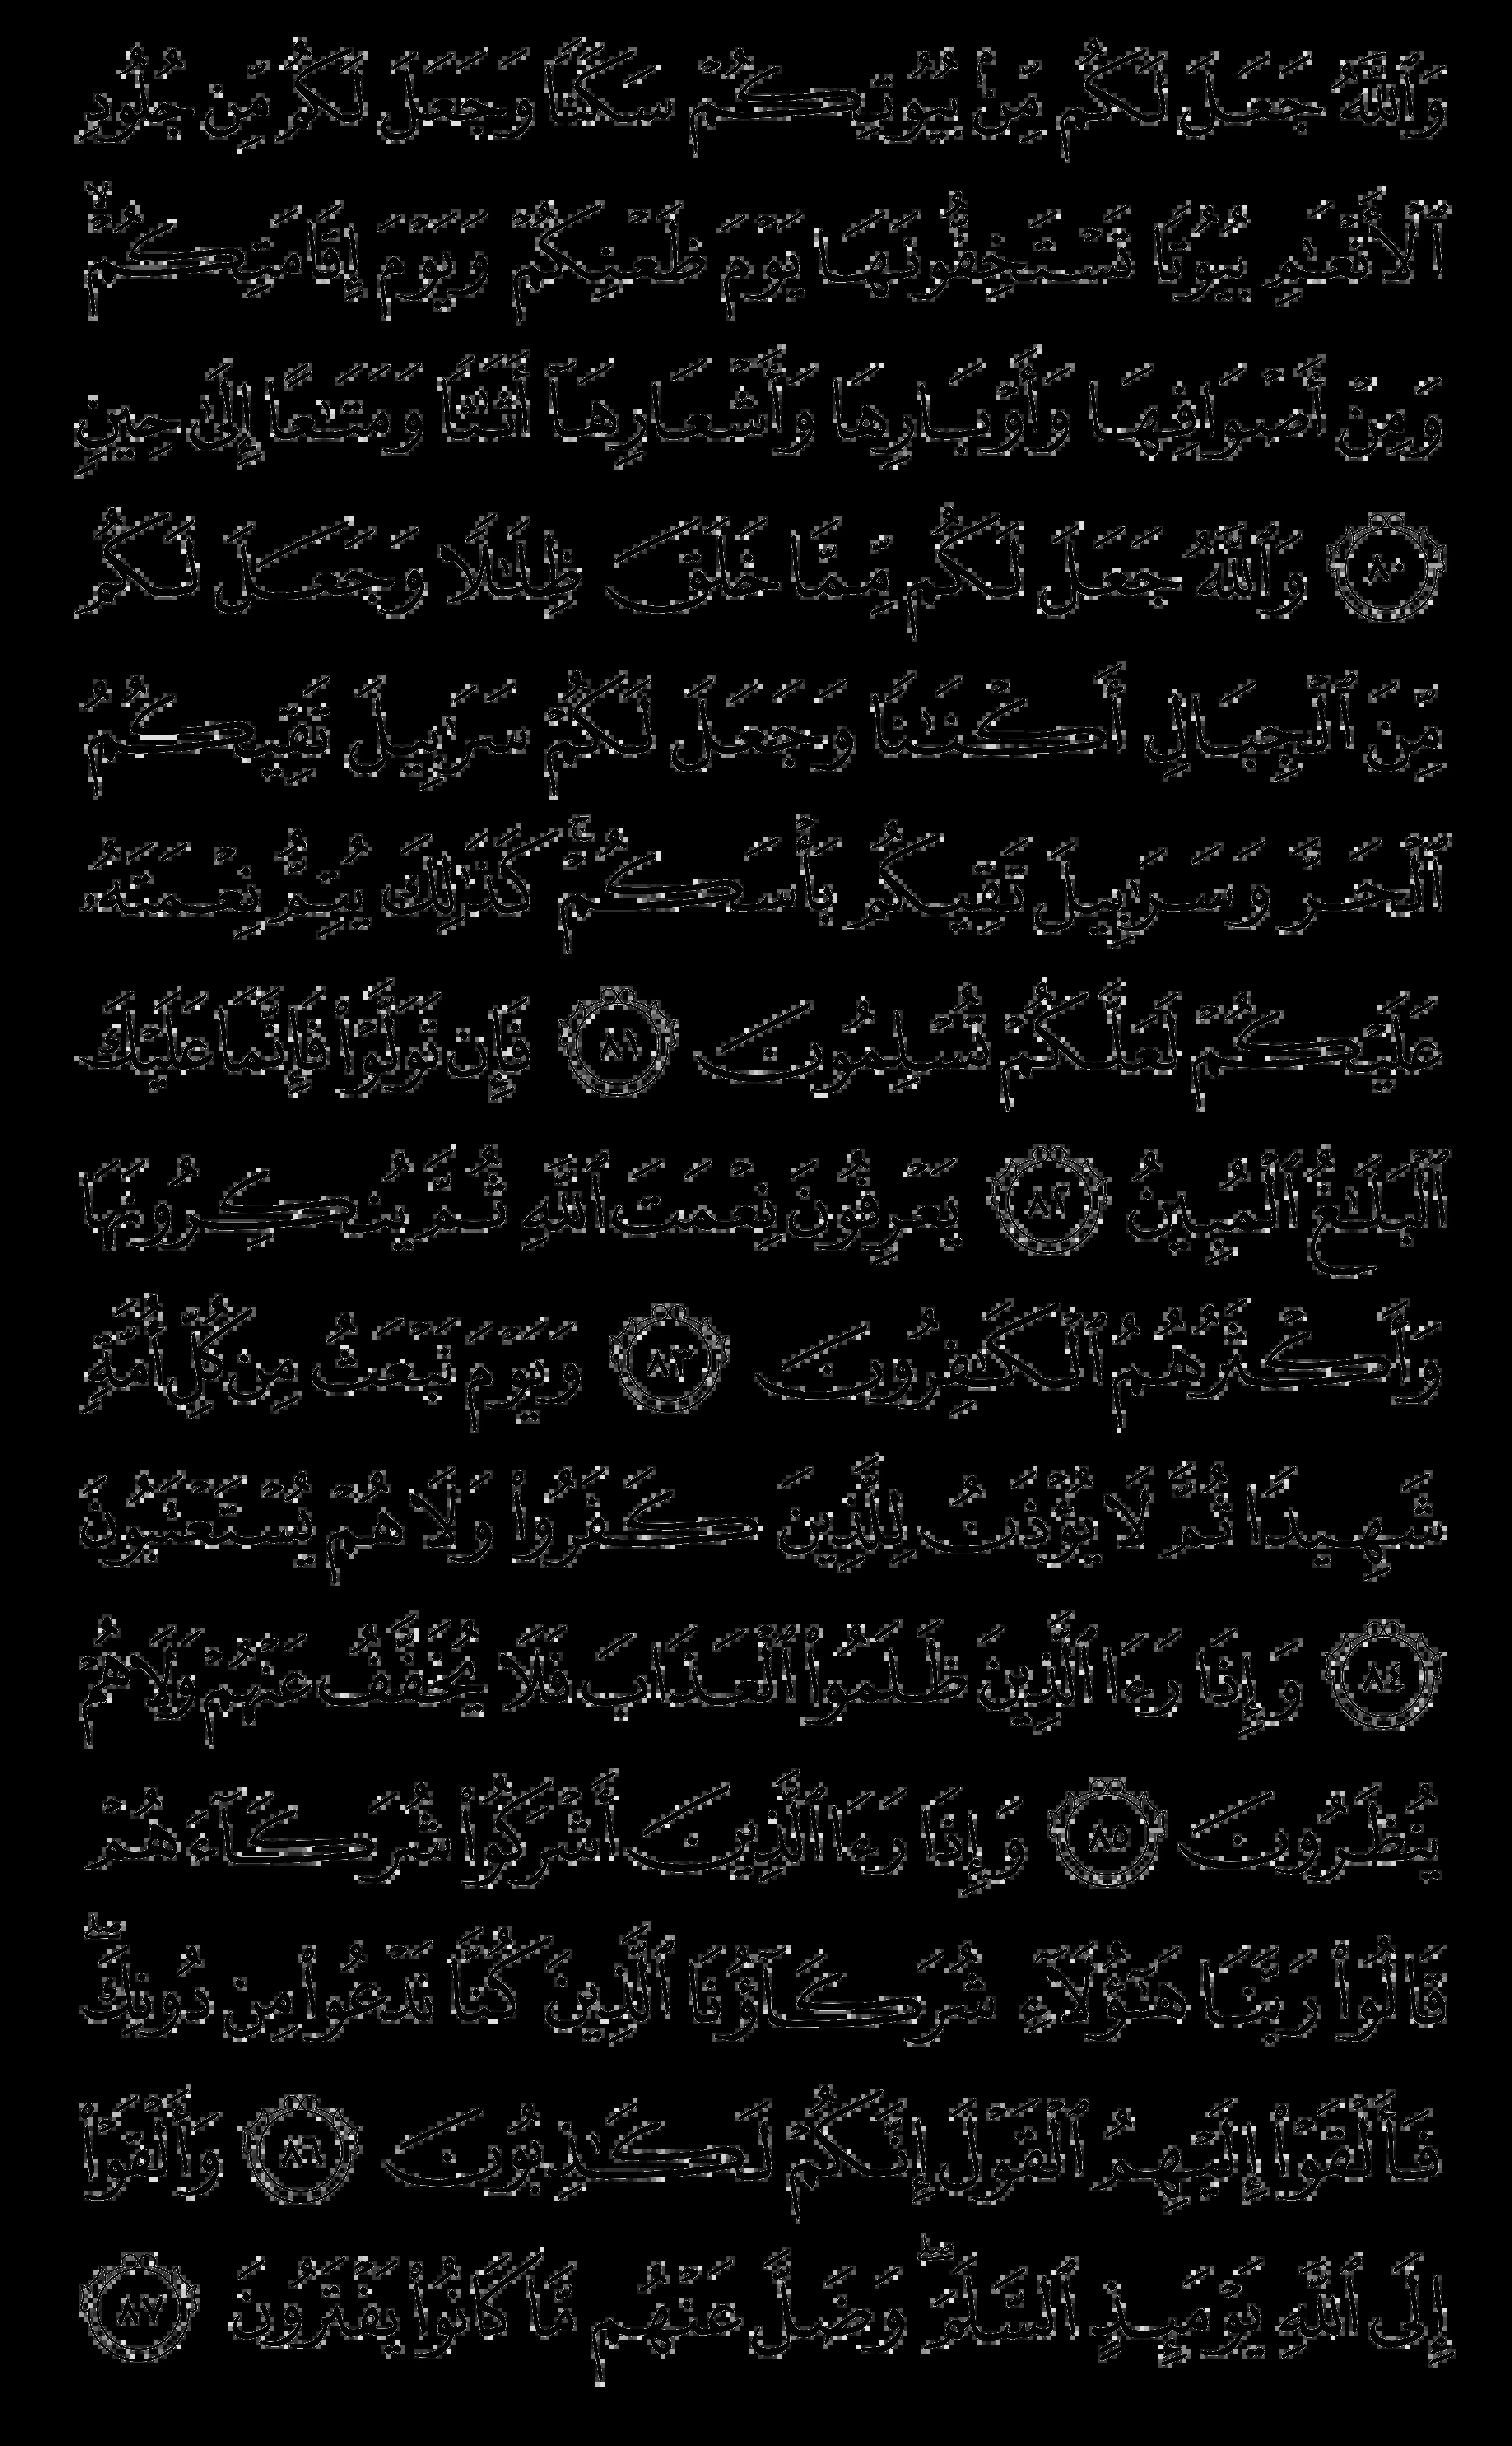 وَٱللَّهُ جَعَلَ لَكُم مِّنۢ بُيُوتِكُمْ سَكَنًا وَجَعَلَ لَكُم مِّن جُلُودِ
ٱلْأَنْعَٰمِ بُيُوتًا تَسْتَخِفُّونَهَا يَوْمَ ظَعْنِكُمْ وَيَوْمَ إِقَامَتِكُمْ ۙ
وَمِنْ أَصْوَافِهَا وَأَوْبَارِهَا وَأَشْعَارِهَآ أَثَٰثًا وَمَتَٰعًا إِلَىٰ حِينٍ
٨٠ وَٱللَّهُ جَعَلَ لَكُم مِّمَّا خَلَقَ ظِلَٰلًا وَجَعَلَ لَكُم
مِّنَ ٱلْجِبَالِ أَكْنَٰنًا وَجَعَلَ لَكُمْ سَرَٰبِيلَ تَقِيكُمُ
ٱلْحَرَّ وَسَرَٰبِيلَ تَقِيكُم بَأْسَكُمْ ۚ كَذَٰلِكَ يُتِمُّ نِعْمَتَهُۥ
عَلَيْكُمْ لَعَلَّكُمْ تُسْلِمُونَ ٨١ فَإِن تَوَلَّوْا۟ فَإِنَّمَا عَلَيْكَ
ٱلْبَلَٰغُ ٱلْمُبِينُ ٨٢ يَعْرِفُونَ نِعْمَتَ ٱللَّهِ ثُمَّ يُنكِرُونَهَا
وَأَكْثَرُهُمُ ٱلْكَٰفِرُونَ ٨٣ وَيَوْمَ نَبْعَثُ مِن كُلِّ أُمَّةٍ
شَهِيدًا ثُمَّ لَا يُؤْذَنُ لِلَّذِينَ كَفَرُوا۟ وَلَا هُمْ يُسْتَعْتَبُونَ
٨٤ وَإِذَا رَءَا ٱلَّذِينَ ظَلَمُوا۟ ٱلْعَذَابَ فَلَا يُخَفَّفُ عَنْهُمْ وَلَا هُمْ
يُنظَرُونَ ٨٥ وَإِذَا رَءَا ٱلَّذِينَ أَشْرَكُوا۟ شُرَكَآءَهُمْ
قَالُوا۟ رَبَّنَا هَٰٓؤُلَآءِ شُرَكَآؤُنَا ٱلَّذِينَ كُنَّا نَدْعُوا۟ مِن دُونِكَ ۖ
فَأَلْقَوْا۟ إِلَيْهِمُ ٱلْقَوْلَ إِنَّكُمْ لَكَٰذِبُونَ ٨٦ وَأَلْقَوْا۟
إِلَى ٱللَّهِ يَوْمَئِذٍ ٱلسَّلَمَ ۖ وَضَلَّ عَنْهُم مَّا كَانُوا۟ يَفْتَرُونَ ٨٧